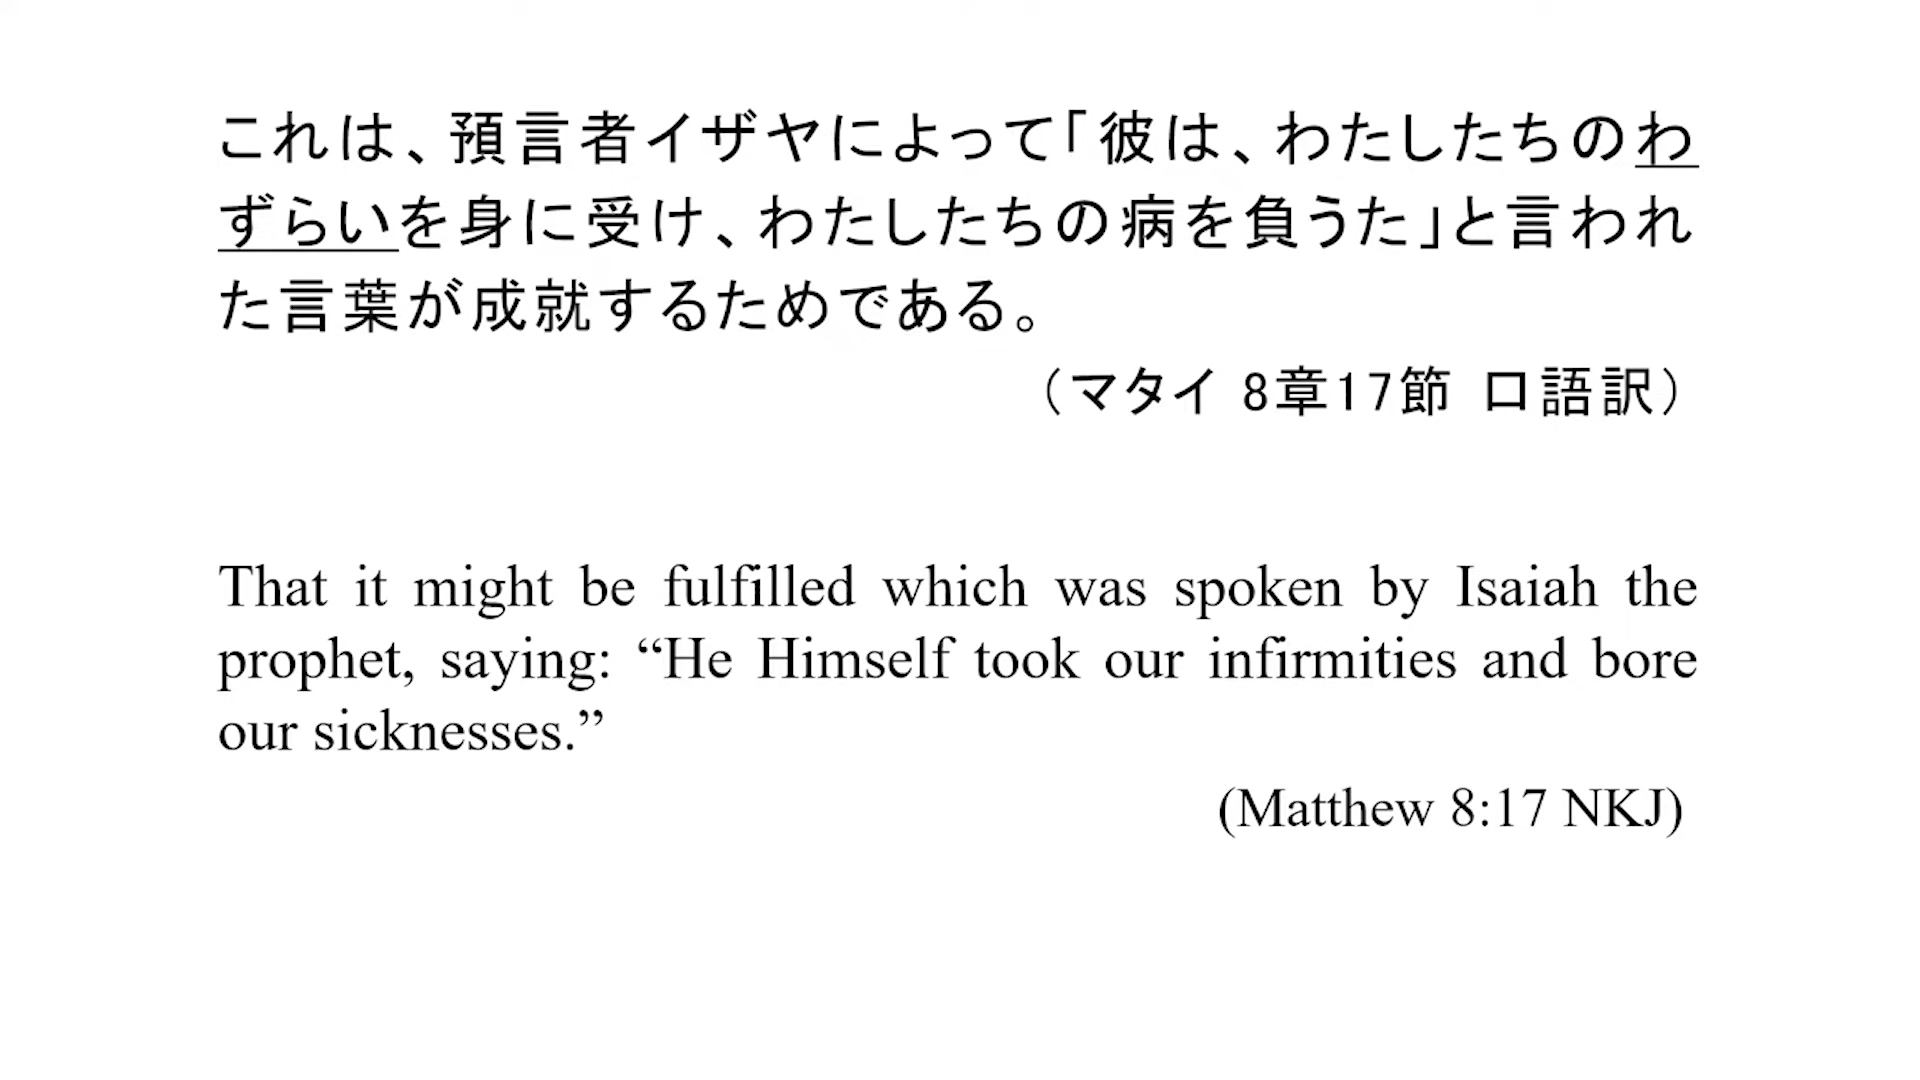 これは、預言者イザヤによって「彼は、わたしたちのわ
ずらいを身に受け、わたしたちの病を負うた」と言われ
た言葉が成就するためである。
（マタイ 8章17節 口語訳）
That it might be fulfilled which was spoken by Isaiah the
prophet, saying: “He Himself took our infirmities and bore
our sicknesses.”
(Matthew 8:17 NKJ)